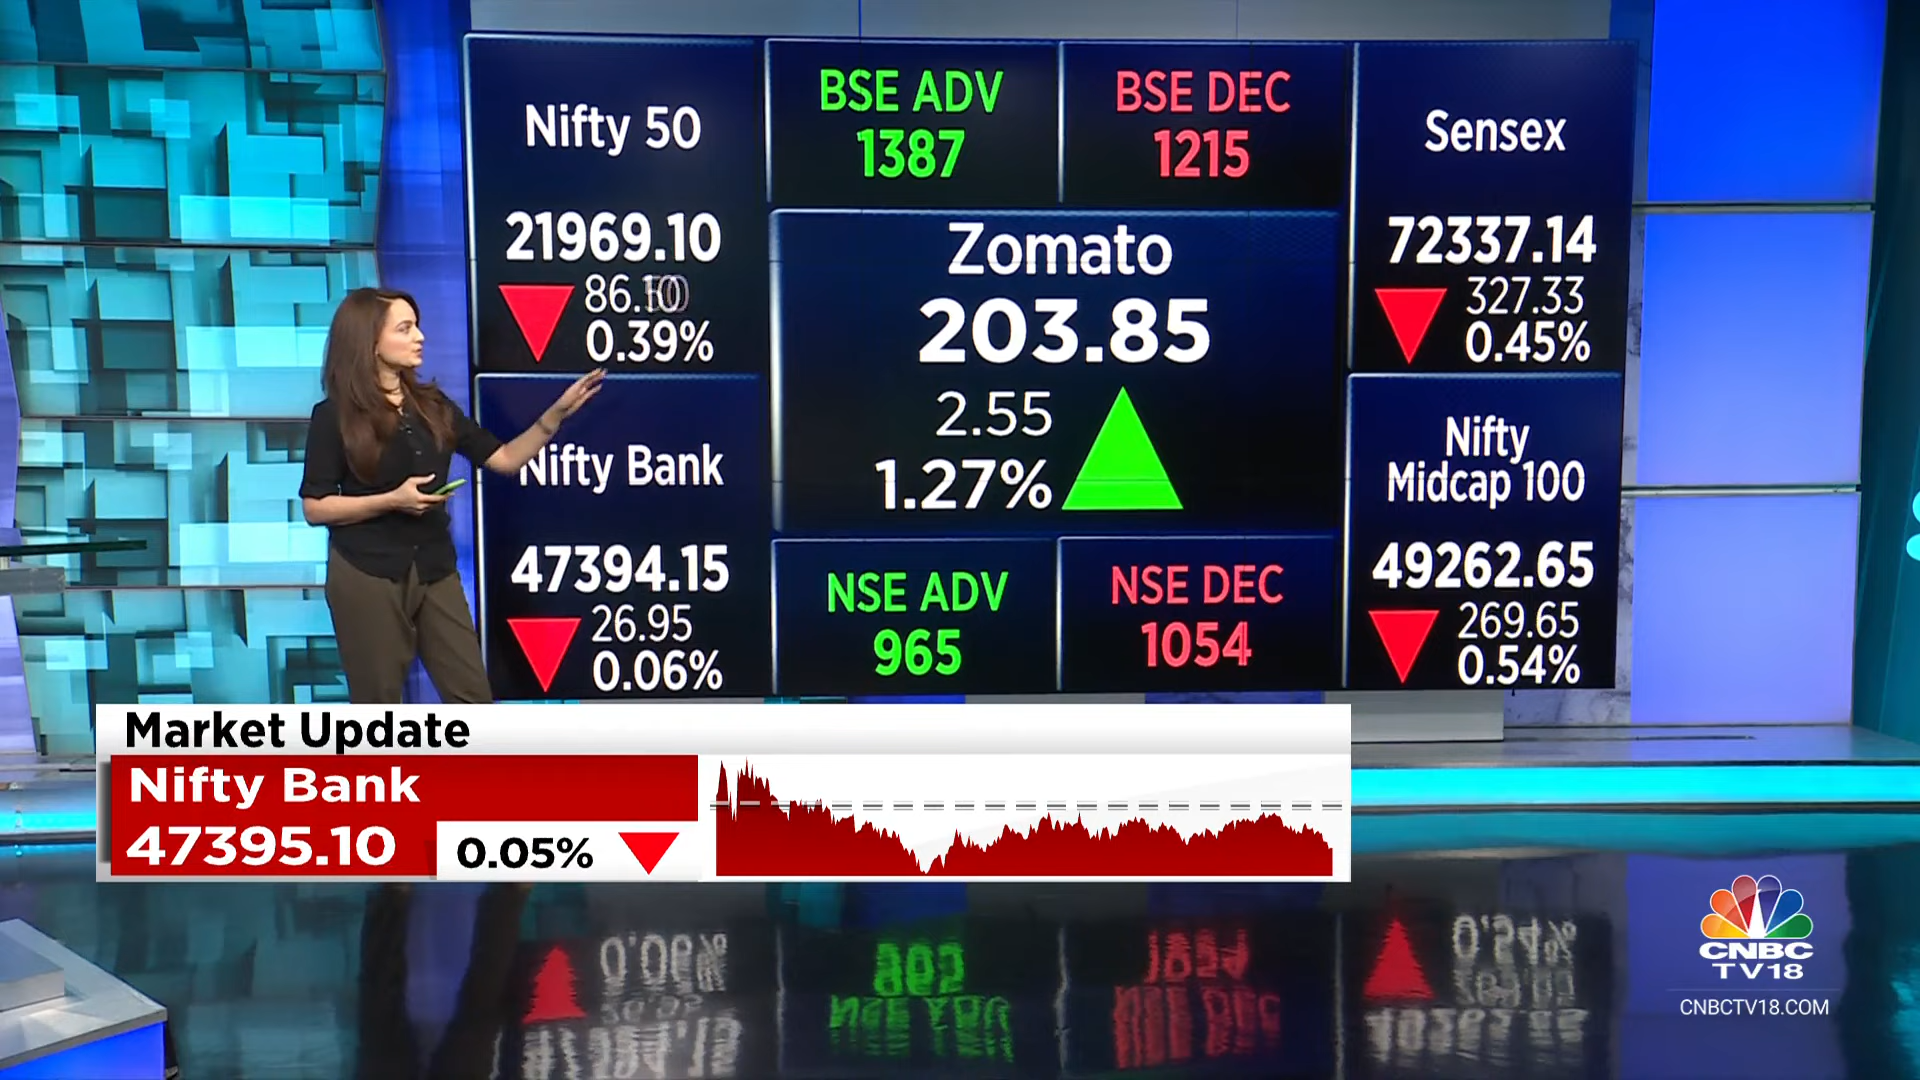 Nifty 50
21969.10
0.39%
BSE ADV
1387
BSE DEC
1215
Sensex
72337.14
327.33
0.45%
Zomato
203.85
2.55
1.27%
Nifty Bank
47394.15
26.95
0.06%
NSE ADV
965
NSE DEC
1054
Nifty
Midcap 100
49262.65
269.65
0.54%
Market Update
Nifty Bank
47395.10
0.05%
CNBC
TV18
CNBCTV18.COM